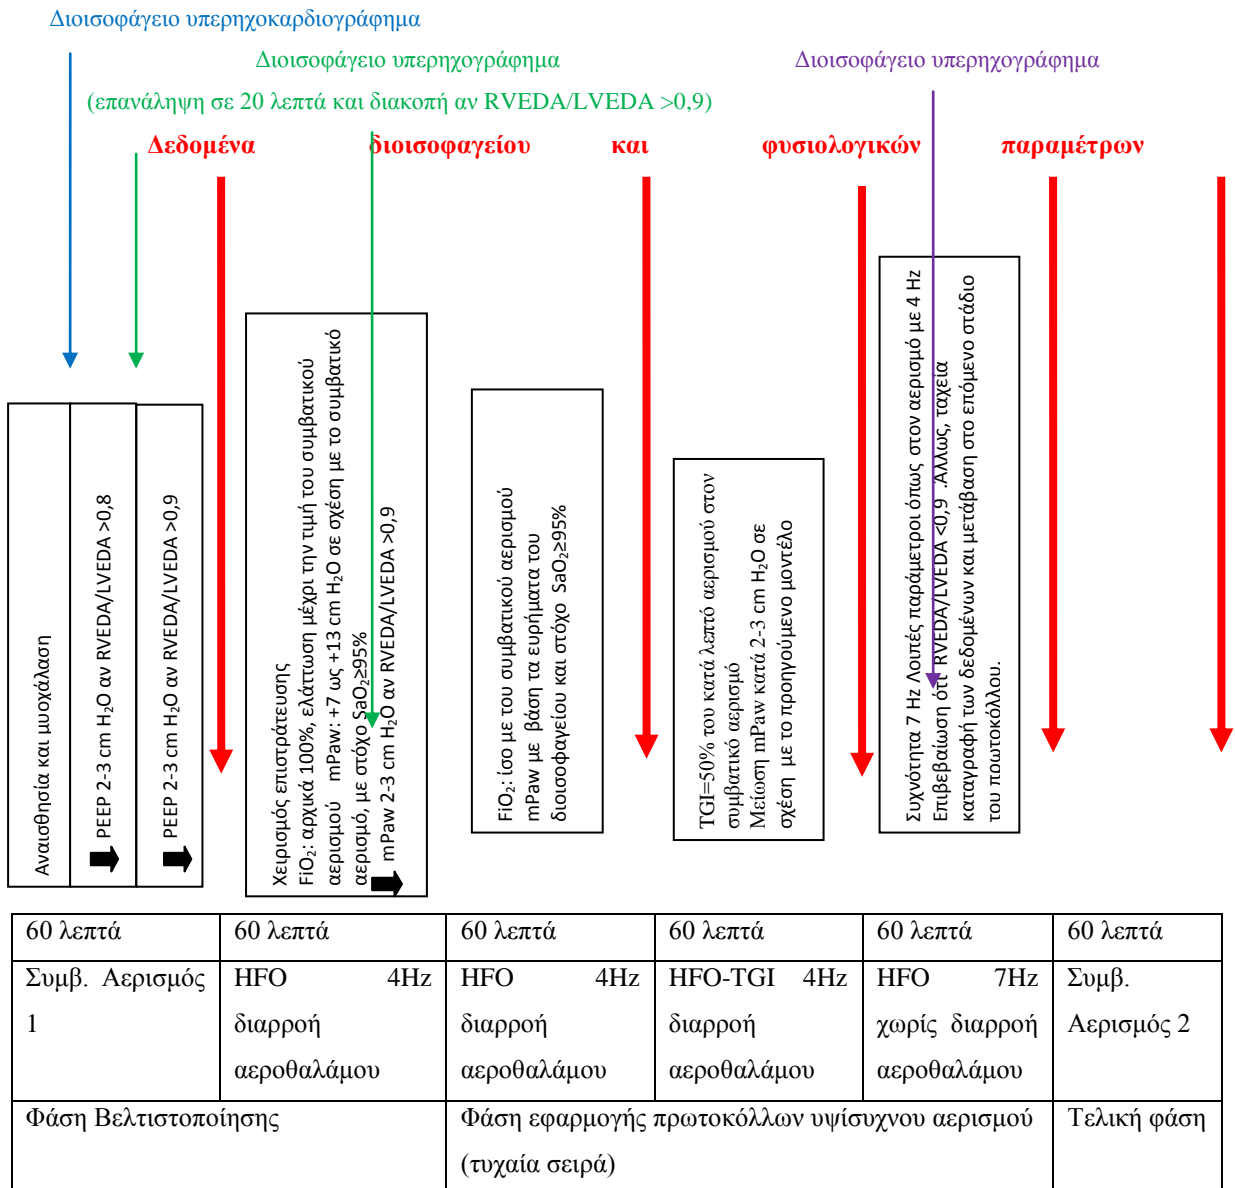 Διοισοφάγειο υπερηχοκαρδιογράφημα
Διοισοφάγειο υπερηχογράφημα
(επανάληψη σε 20 λεπτά και διακοπή αν RVEDA/LVEDA >0,9)
Διοισοφάγειο υπερηχογράφημα
Δεδομένα διοισοφαγείου και φυσιολογικών παραμέτρων
Αναισθησία και μυοχάλαση
PEEP 2-3 cm H₂O αν RVEDA/LVEDA >0,8
PEEP 2-3 cm H₂O αν RVEDA/LVEDA >0,9
Χειρισμός επιστράτευσης
FiO₂: αρχικά 100%, ελάττωση μέχρι την τιμή του συμβατικού
αερισμού mPaw: +7 ως +13 cm H₂O σε σχέση με το συμβατικό
αερισμό, με στόχο SaO₂≥95%
mPaw 2-3 cm H₂O αν RVEDA/LVEDA >0,9
FiO₂: ίσο με του συμβατικού αερισμού
mPaw με βάση τα ευρήματα του
διοισοφαγείου και στόχο SaO₂≥95%
TGI=50% του κατά λεπτό αερισμού στον
συμβατικό αερισμό
Μείωση mPaw κατά 2-3 cm H₂O σε
σχέση με το προηγούμενο μοντέλο
Συχνότητα 7 Hz Λοιπές παράμετροι όπως στον αερισμό με 4 Hz
Επιβεβαίωση ότι RVEDA/LVEDA <0,9 .Άλλως, ταχεία
καταγραφή των δεδομένων και μετάβαση στο επόμενο στάδιο
του πρωτοκόλλου.
60 λεπτά 60 λεπτά 60 λεπτά 60 λεπτά 60 λεπτά 60 λεπτά
Συμβ. Αερισμός
1
HFO 4Hz
διαρροή
αεροθαλάμου
HFO 4Hz
διαρροή
αεροθαλάμου
HFO-TGI 4Hz
διαρροή
αεροθαλάμου
HFO 7Hz
χωρίς διαρροή
αεροθαλάμου
Συμβ.
Αερισμός 2
Φάση Βελτιστοποίησης
Φάση εφαρμογής πρωτοκόλλων υψίσυχνου αερισμού
(τυχαία σειρά)
Τελική φάση